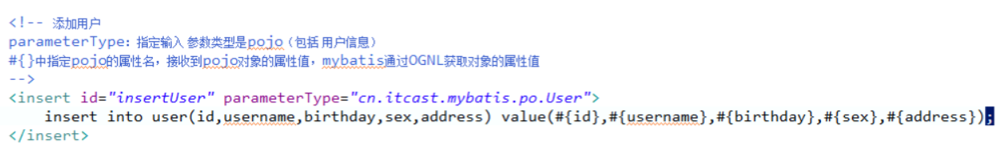 <!-- 添加用户
parameterType：指定输入 参数类型是pojo（包括 用户信息）
#{}中指定pojo的属性名，接收到pojo对象的属性值，mybatis通过OGNL获取对象的属性值
-->
<insert id="insertUser" parameterType="cn.itcast.mybatis.po.User">
insert into user(id,username,birthday,sex,address) value(#{id},#{username},#{birthday},#{sex},#{address});
</insert>